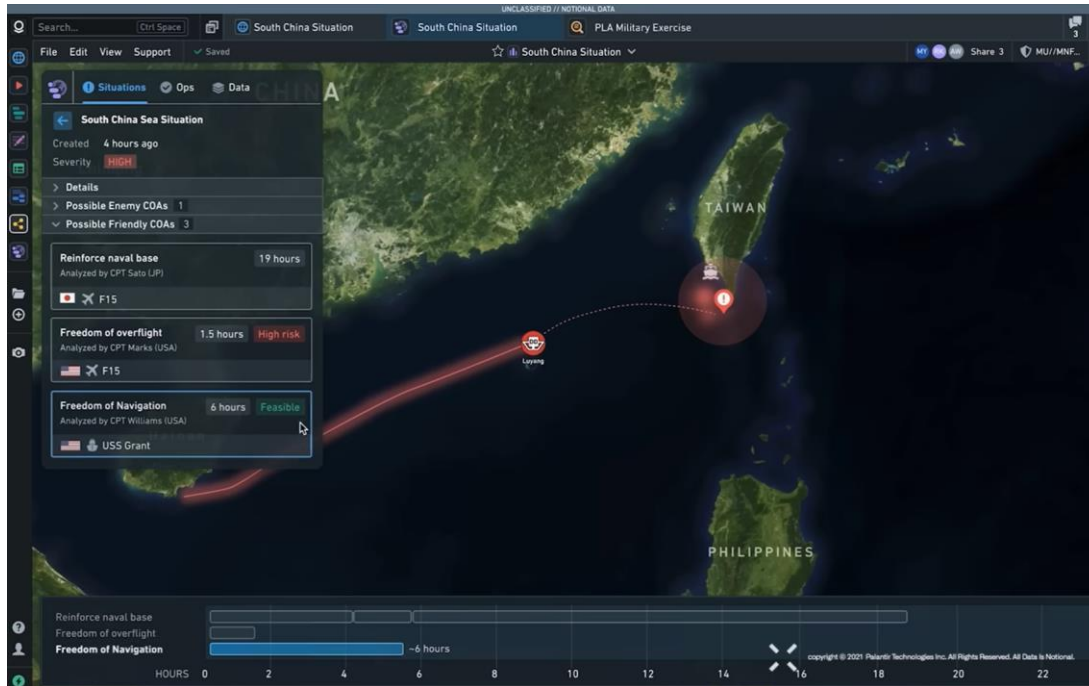 UNCLASSIFIED // NOTIONAL DATA
Search... Ctrl Space South China Situation South China Situation PLA Military Exercise 3
File Edit View Support Saved South China Situation MY AW Share 3 MU//MNF...
Situations Ops Data
CHINA
South China Sea Situation
Created 4 hours ago
Severity HIGH
Details
Possible Enemy COAs 1
Possible Friendly COAs 3
Reinforce naval base 19 hours
Analyzed by CPT Sato (JP)
F15
Freedom of overflight 1.5 hours High risk
Analyzed by CPT Marks (USA)
F15
Freedom of Navigation 6 hours Feasible
Analyzed by CPT Williams (USA)
USS Grant
TAIWAN
DD
Luyang
PHILIPPINES
Reinforce naval base
Freedom of overflight
Freedom of Navigation ~6 hours
copyright © 2021 Palantir Technologies Inc. All Rights Reserved. All Data is Notional.
HOURS 0 2 4 6 8 10 12 14 16 18 20 22